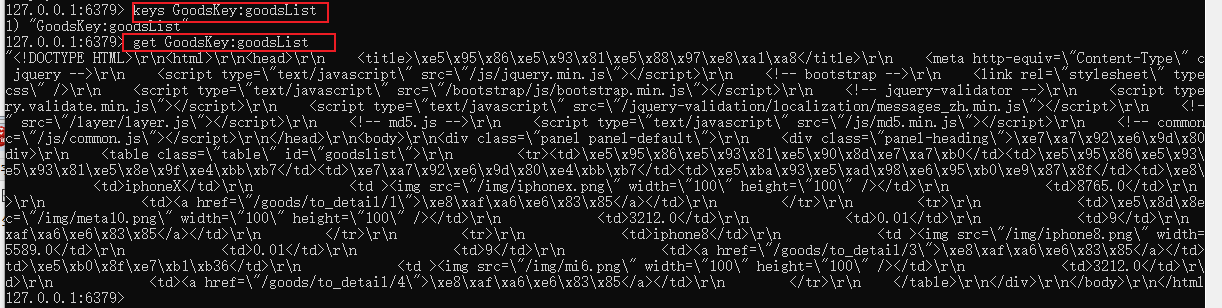 127.0.0.1:6379> keys GoodsKey:goodsList
1) "GoodsKey:goodsList"
127.0.0.1:6379> get GoodsKey:goodsList
"<!DOCTYPE HTML>\r\n<html>\r\n<head>\r\n    <title>\xe5\x95\x86\xe5\x93\x81\xe5\x88\x97\xe8\xa1\xa8</title>\r\n    <meta http-equiv=\"Content-Type\" c
jquery -->\r\n    <script type=\"text/javascript\" src=\"/js/jquery.min.js\"></script>\r\n    <!-- bootstrap -->\r\n    <link rel=\"stylesheet\" type
css\" />\r\n    <script type=\"text/javascript\" src=\"/bootstrap/js/bootstrap.min.js\"></script>\r\n    <!-- jquery-validator -->\r\n    <script typ
ry.validate.min.js\"></script>\r\n    <script type=\"text/javascript\" src=\"/jquery-validation/localization/messages_zh.min.js\"></script>\r\n    <!-
\" src=\"/layer/layer.js\"></script>\r\n    <!-- md5.js -->\r\n    <script type=\"text/javascript\" src=\"/js/md5.min.js\"></script>\r\n    <!-- common
=\"/js/common.js\"></script>\r\n</head>\r\n<body>\r\n<div class=\"panel panel-default\">\r\n    <div class=\"panel-heading\">\xe7\xa7\x92\xe6\x9d\x80
div>\r\n    <table class=\"table\" id=\"goodslist\">\r\n        <tr><td>\xe5\x95\x86\xe5\x93\x81\xe5\x90\x8d\xe7\xa7\xb0</td><td>\xe5\x95\x86\xe5\x93
e5\x93\x81\xe5\x8e\x9f\xe4\xbb\xb7</td><td>\xe7\xa7\x92\xe6\x9d\x80\xe4\xbb\xb7</td><td>\xe5\xba\x93\xe5\xad\x98\xe6\x95\xb0\xe9\x87\x8f</td><td>\xe8
<td>iphoneX</td>\r\n            <td ><img src=\"/img/iphonex.png\" width=\"100\" height=\"100\" /></td>\r\n            <td>8765.0</td>
>\r\n            <td><a href=\"/goods/to_detail/1\">\xe8\xaf\xa6\xe6\x83\x85</a></td>\r\n        </tr>\r\n        <tr>\r\n            <td>\xe5\x8d\x8e
c=\"/img/meta10.png\" width=\"100\" height=\"100\" /></td>\r\n            <td>3212.0</td>\r\n            <td>0.01</td>\r\n            <td>9</td>\r\n
xaf\xa6\xe6\x83\x85</a></td>\r\n        </tr>\r\n        <tr>\r\n            <td>iphone8</td>\r\n            <td ><img src=\"/img/iphone8.png\" width
5589.0</td>\r\n            <td>0.01</td>\r\n            <td>9</td>\r\n            <td><a href=\"/goods/to_detail/3\">\xe8\xaf\xa6\xe6\x83\x85</a></td>
td>\xe5\xb0\x8f\xe7\xb1\xb36</td>\r\n            <td ><img src=\"/img/mi6.png\" width=\"100\" height=\"100\" /></td>\r\n            <td>3212.0</td>\r
d>\r\n            <td><a href=\"/goods/to_detail/4\">\xe8\xaf\xa6\xe6\x83\x85</a></td>\r\n        </tr>\r\n    </table>\r\n</div>\r\n</body>\r\n</html
127.0.0.1:6379>